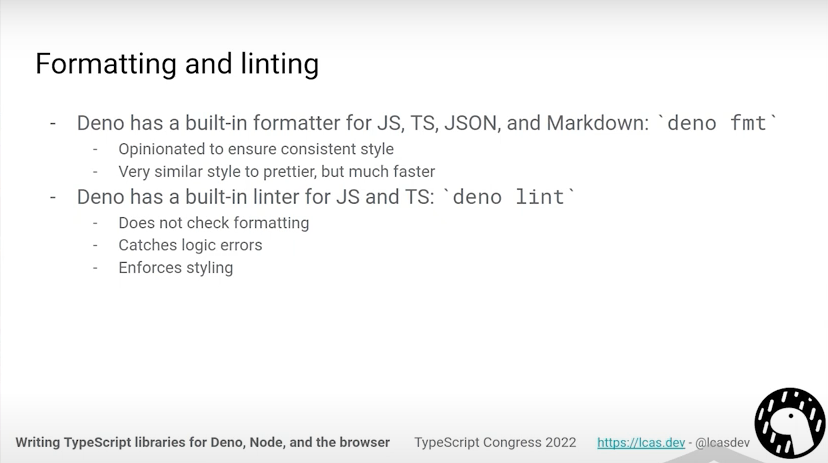 Formatting and linting
- Deno has a built-in formatter for JS, TS, JSON, and Markdown: `deno fmt`
- Opinionated to ensure consistent style
- Very similar style to prettier, but much faster
- Deno has a built-in linter for JS and TS: `deno lint`
- Does not check formatting
- Catches logic errors
- Enforces styling
Writing TypeScript libraries for Deno, Node, and the browser TypeScript Congress 2022 https://lcas.dev - @lcasdev